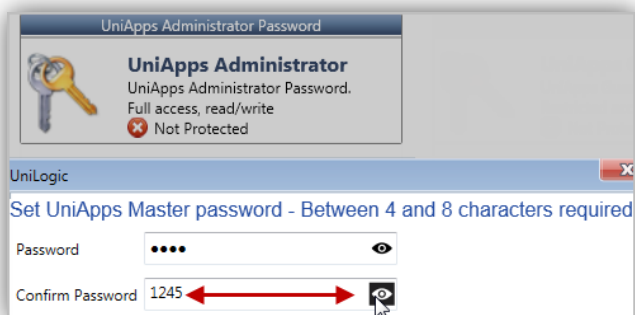 UniApps Administrator Password
UniApps Administrator
UniApps Administrator Password.
Full access, read/write
Not Protected
UniLogic
Set UniApps Master password - Between 4 and 8 characters required
Password ••••
Confirm Password 1245